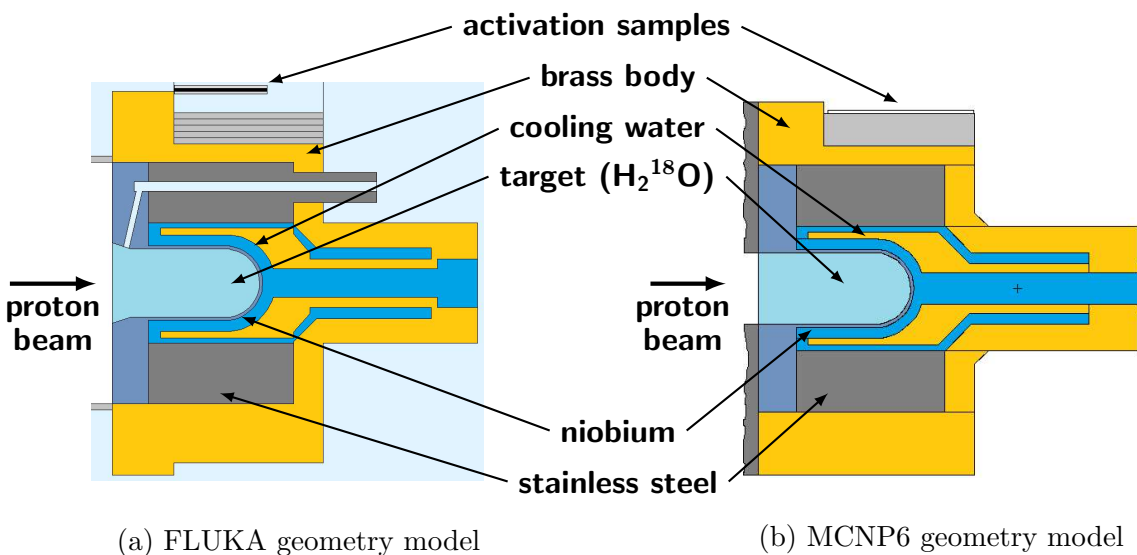 activation samples
brass body
cooling water
target (H₂¹⁸O)
proton
beam
proton
beam
niobium
stainless steel
(a) FLUKA geometry model
(b) MCNP6 geometry model